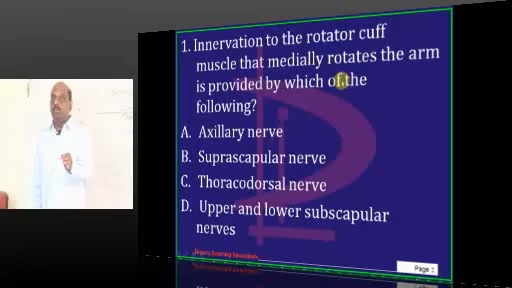 1. Innervation to the rotator cuff
muscle that medially rotates the arm
is provided by which of the
following?
A. Axillary nerve
B. Suprascapular nerve
C. Thoracodorsal nerve
D. Upper and lower subscapular
nerves
Page